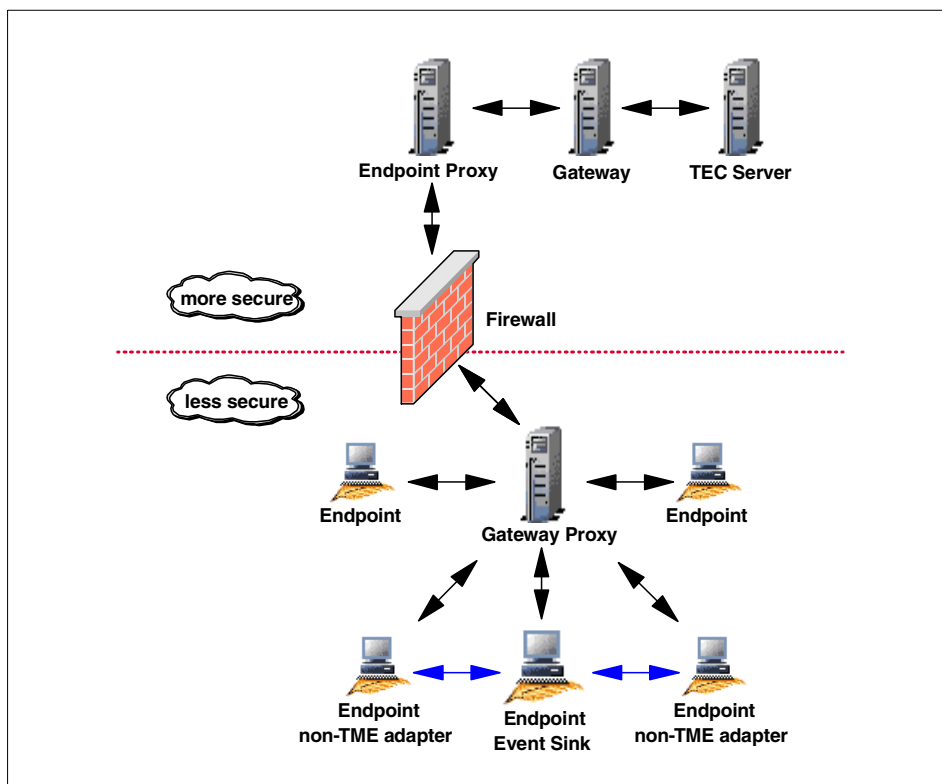 Endpoint Proxy
Gateway
TEC Server
more secure
Firewall
less secure
Endpoint
Gateway Proxy
Endpoint
Endpoint
non-TME adapter
Endpoint
Event Sink
Endpoint
non-TME adapter